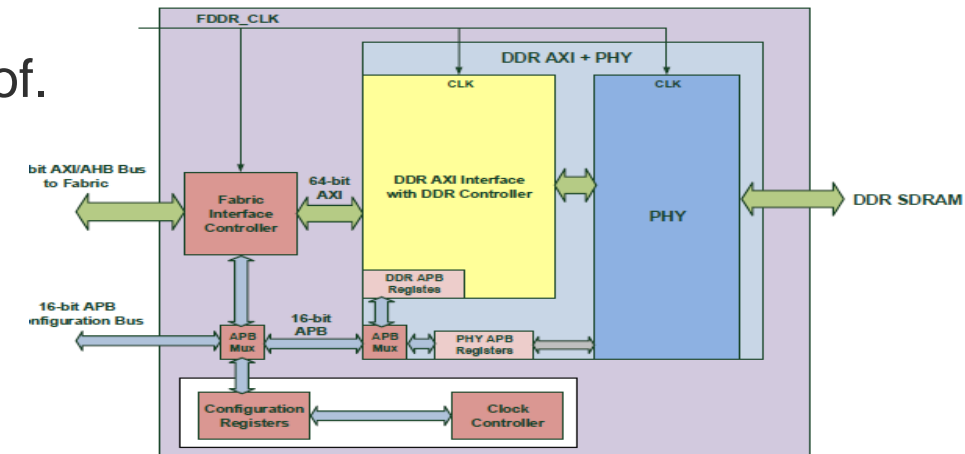 FDDR_CLK
of.
DDR AXI + PHY
CLK
CLK
bit AXI/AHB Bus
to Fabric
64-bit
AXI
Fabric
Interface
Controller
DDR AXI Interface
with DDR Controller
PHY
DDR SDRAM
DDR APB
Registes
16-bit APB
nfiguration Bus
16-bit
APB
APB
Mux
APB
Mux
PHY APB
Registers
Configuration
Registers
Clock
Controller